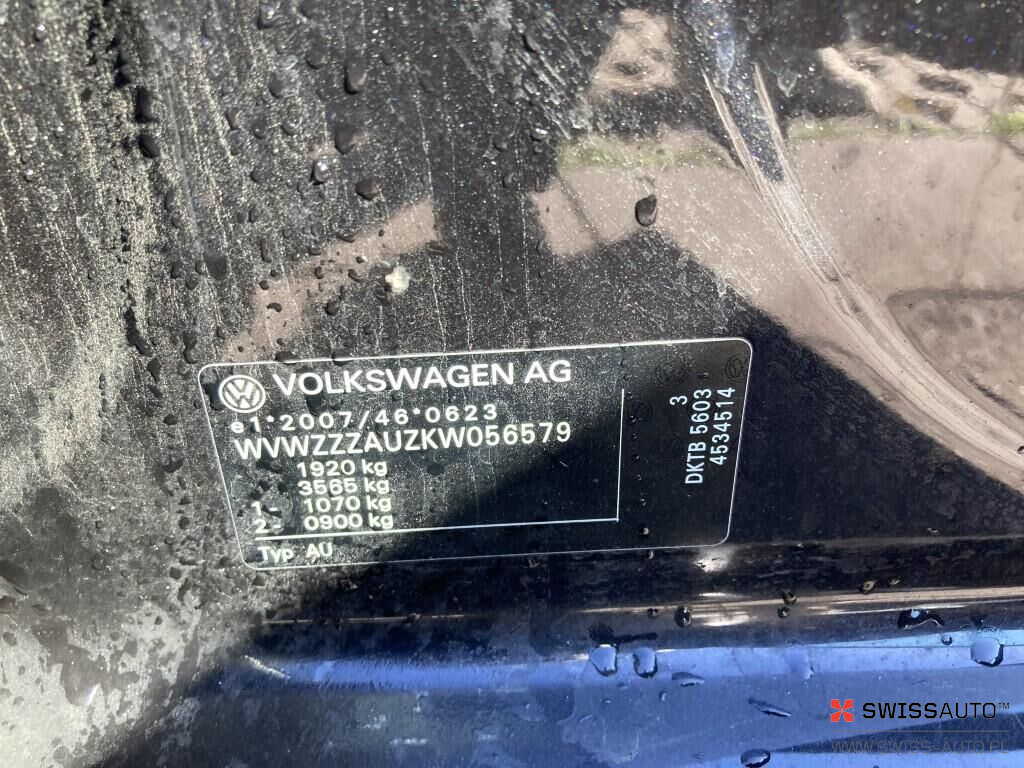 VOLKSWAGEN AG
e1*2007/46*0623
WVWZZZAUZKW056579
1920 kg
3565 kg
1- 1070 kg
2- 0900 kg
Typ AU
3
DKTB 5603
4534514
SWISSAUTO™
WWW.SWISS-AUTO.PL